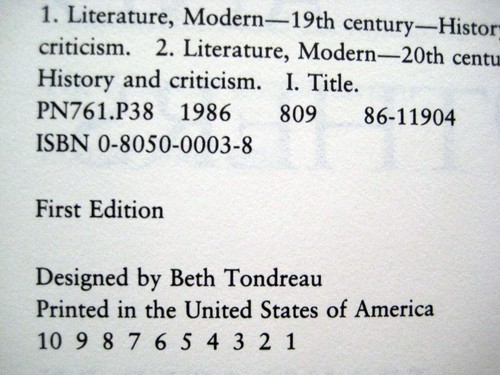 1. Literature, Modern—19th century—History
criticism. 2. Literature, Modern—20th centu
History and criticism. I. Title.
PN761.P38 1986 809 86-11904
ISBN 0-8050-0003-8
First Edition
Designed by Beth Tondreau
Printed in the United States of America
10 9 8 7 6 5 4 3 2 1